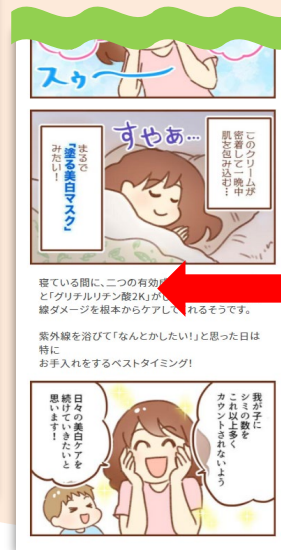 スゥ〜
すやぁ…
このクリームが
密着して一晩中
肌を包み込む…
まるで
『塗る美白マスク』
みたい！
寝ている間に、二つの有効
と「グリチルリチン酸2K」が
線ダメージを根本からケアして れるそうです。
紫外線を浴びて「なんとかしたい！」と思った日は
特に
お手入れをするベストタイミング！
我が子に
シミの数を
これ以上多く
カウントされないよう
日々の美白ケアを
続けていきたいと
思います！